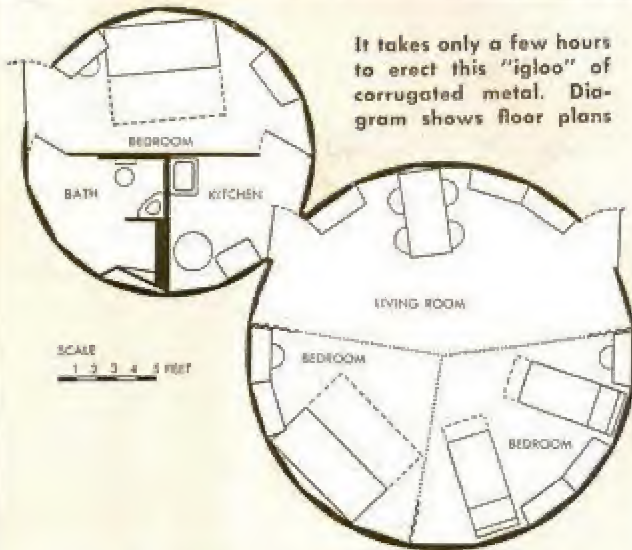 It takes only a few hours
to erect this "igloo" of
corrugated metal. Dia-
gram shows floor plans
BEDROOM
BATH
KITCHEN
LIVING ROOM
SCALE
1 2 3 4 5 FEET
BEDROOM
BEDROOM